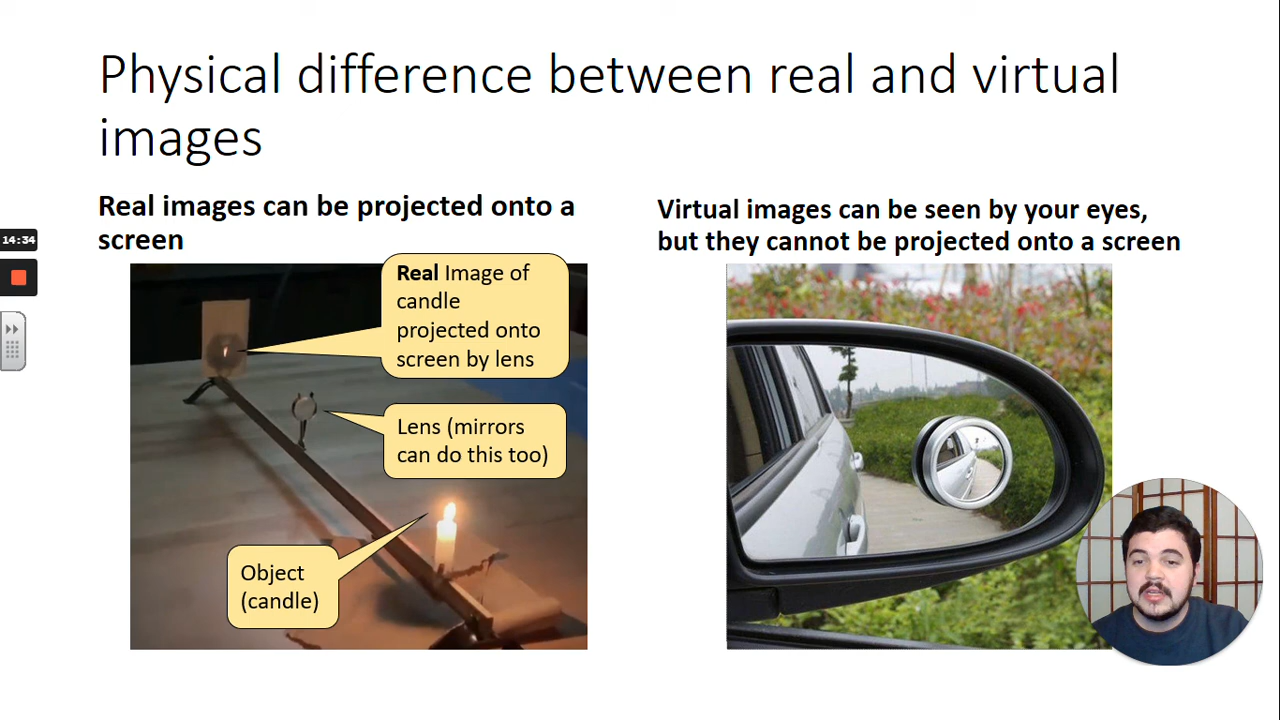 Physical difference between real and virtual
images
Real images can be projected onto a
screen
Virtual images can be seen by your eyes,
but they cannot be projected onto a screen
14:34
Real Image of
candle
projected onto
screen by lens
Lens (mirrors
can do this too)
Object
(candle)